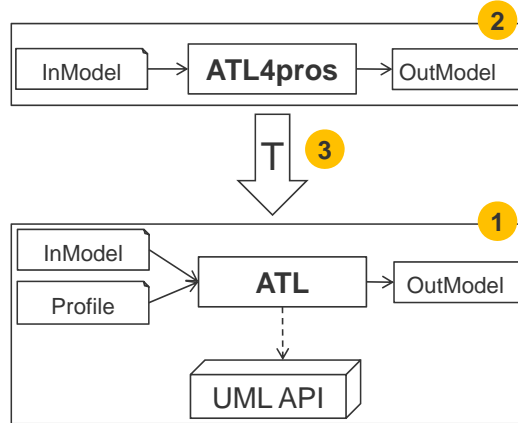 2
InModel
ATL4pros
OutModel
T
3
1
InModel
ATL
OutModel
Profile
UML API